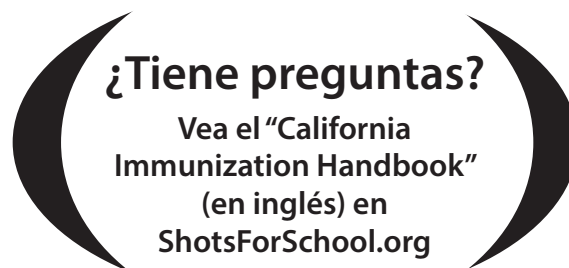 ¿Tiene preguntas?
Vea el “California
Immunization Handbook”
(en inglés) en
ShotsForSchool.org